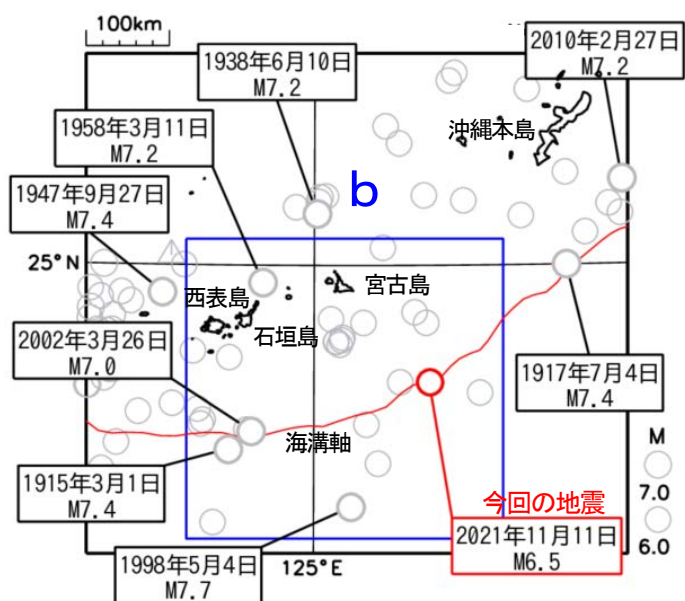 100km
2010年2月27日
M7.2
1938年6月10日
M7.2
沖縄本島
1958年3月11日
M7.2
b
1947年9月27日
M7.4
25°N
宮古島
西表島
石垣島
2002年3月26日
M7.0
1917年7月4日
M7.4
海溝軸
M
7.0
6.0
1915年3月1日
M7.4
今回の地震
2021年11月11日
M6.5
1998年5月4日
M7.7
125°E